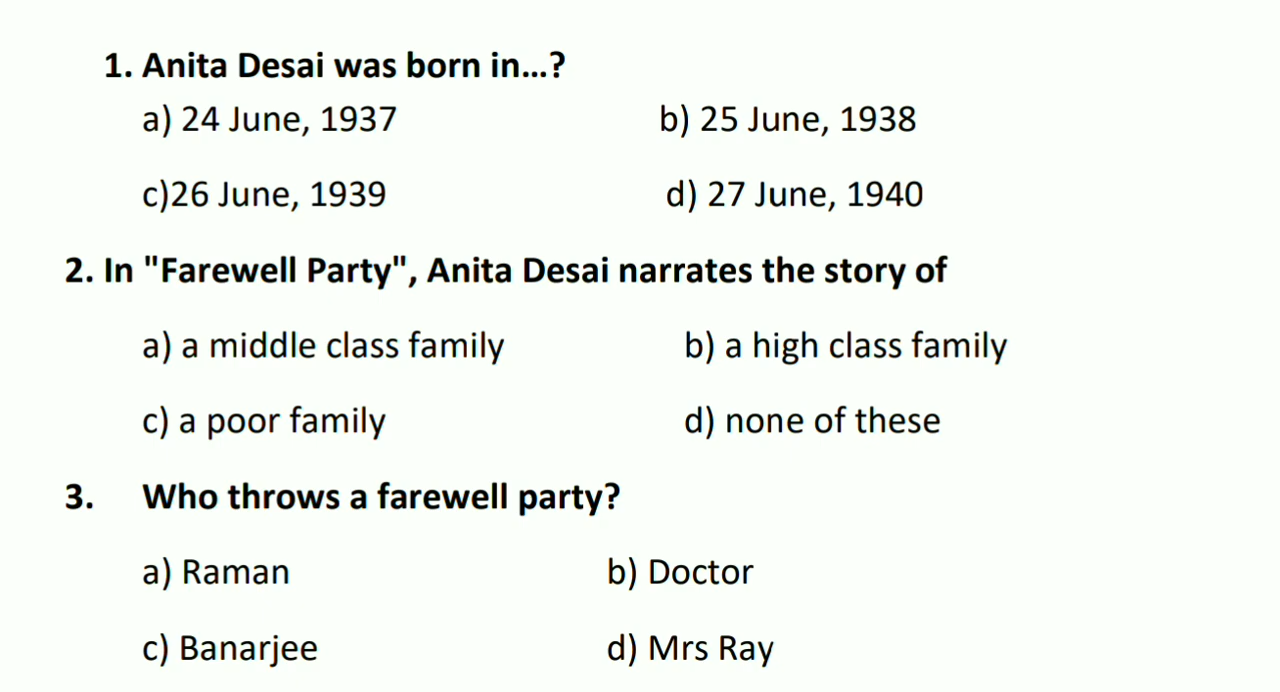 1. Anita Desai was born in...?
a) 24 June, 1937 b) 25 June, 1938
c)26 June, 1939 d) 27 June, 1940
2. In "Farewell Party", Anita Desai narrates the story of
a) a middle class family b) a high class family
c) a poor family d) none of these
3. Who throws a farewell party?
a) Raman b) Doctor
c) Banarjee d) Mrs Ray